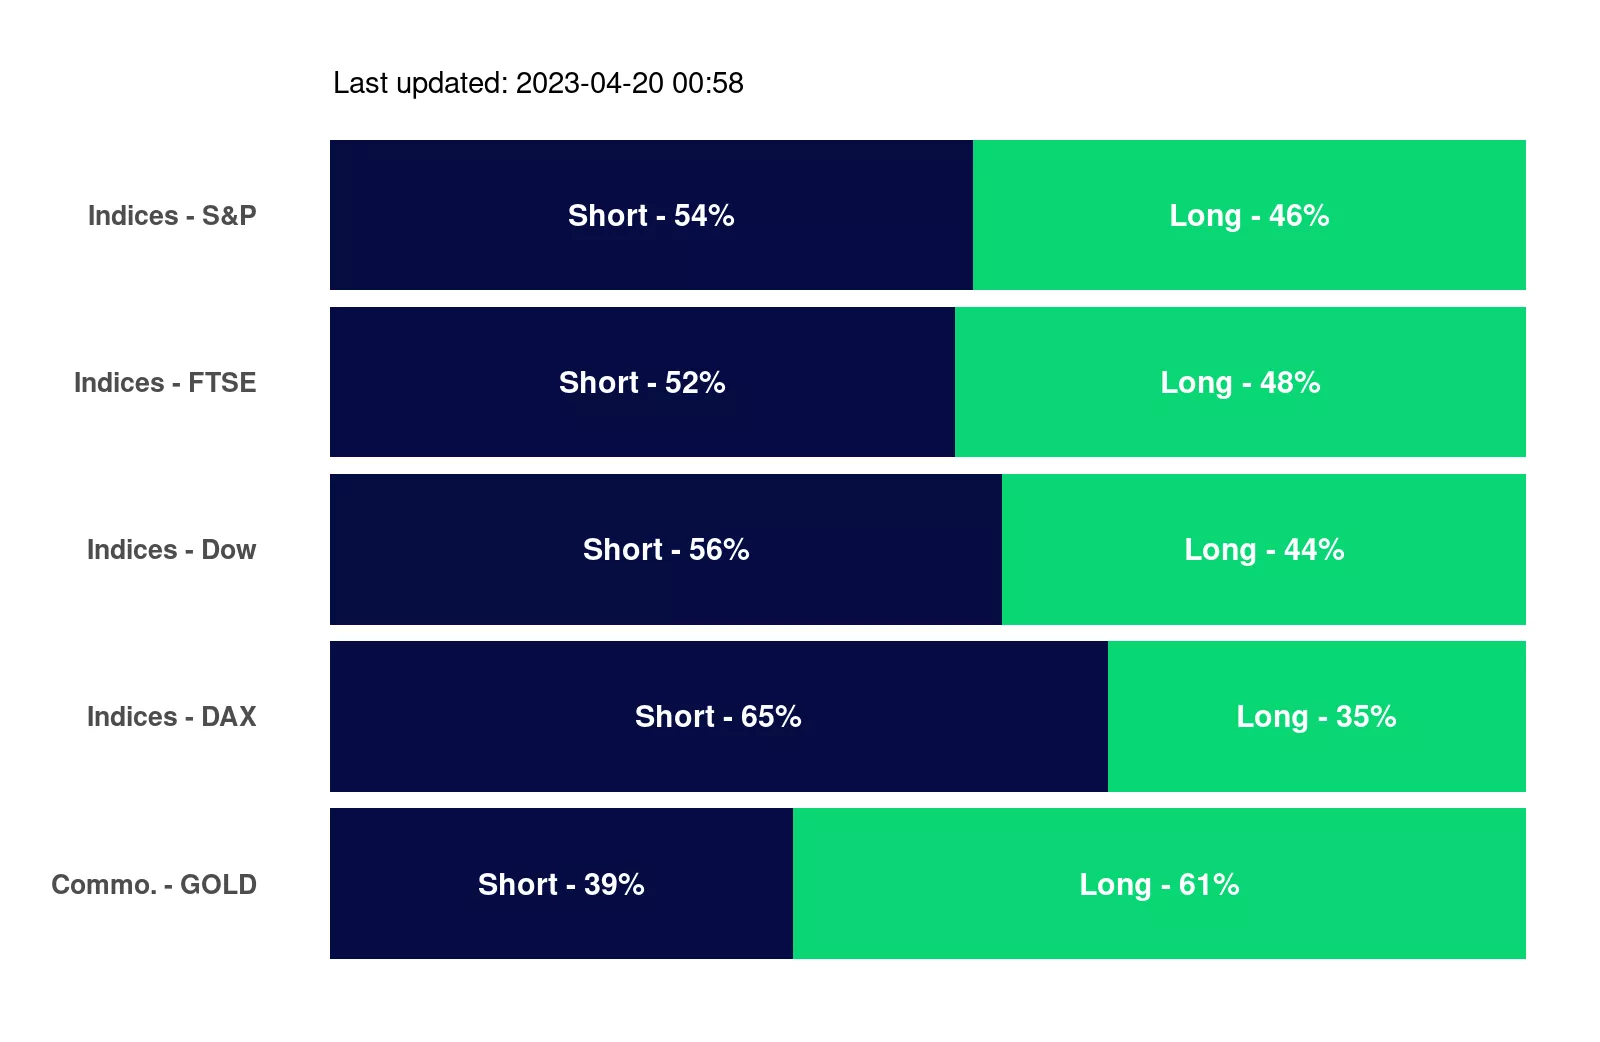 Last updated: 2023-04-20 00:58
Indices - S&P Short - 54% Long - 46%
Indices - FTSE Short - 52% Long - 48%
Indices - Dow Short - 56% Long - 44%
Indices - DAX Short - 65% Long - 35%
Commo. - GOLD Short - 39% Long - 61%